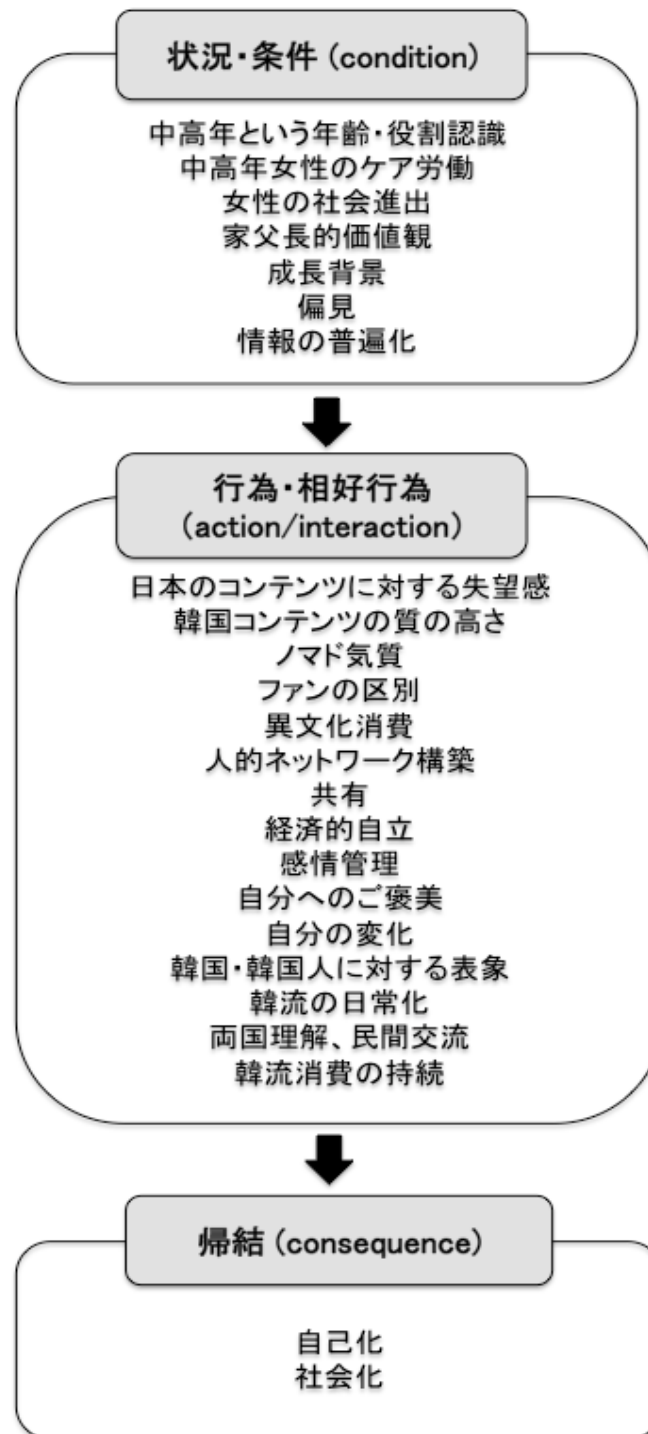 状況・条件 (condition)
中高年という年齢・役割認識
中高年女性のケア労働
女性の社会進出
家父長的価値観
成長背景
偏見
情報の普遍化
行為・相好行為
(action/interaction)
日本のコンテンツに対する失望感
韓国コンテンツの質の高さ
ノマド気質
ファンの区別
異文化消費
人的ネットワーク構築
共有
経済的自立
感情管理
自分へのご褒美
自分の変化
韓国・韓国人に対する表象
韓流の日常化
両国理解、民間交流
韓流消費の持続
帰結 (consequence)
自己化
社会化